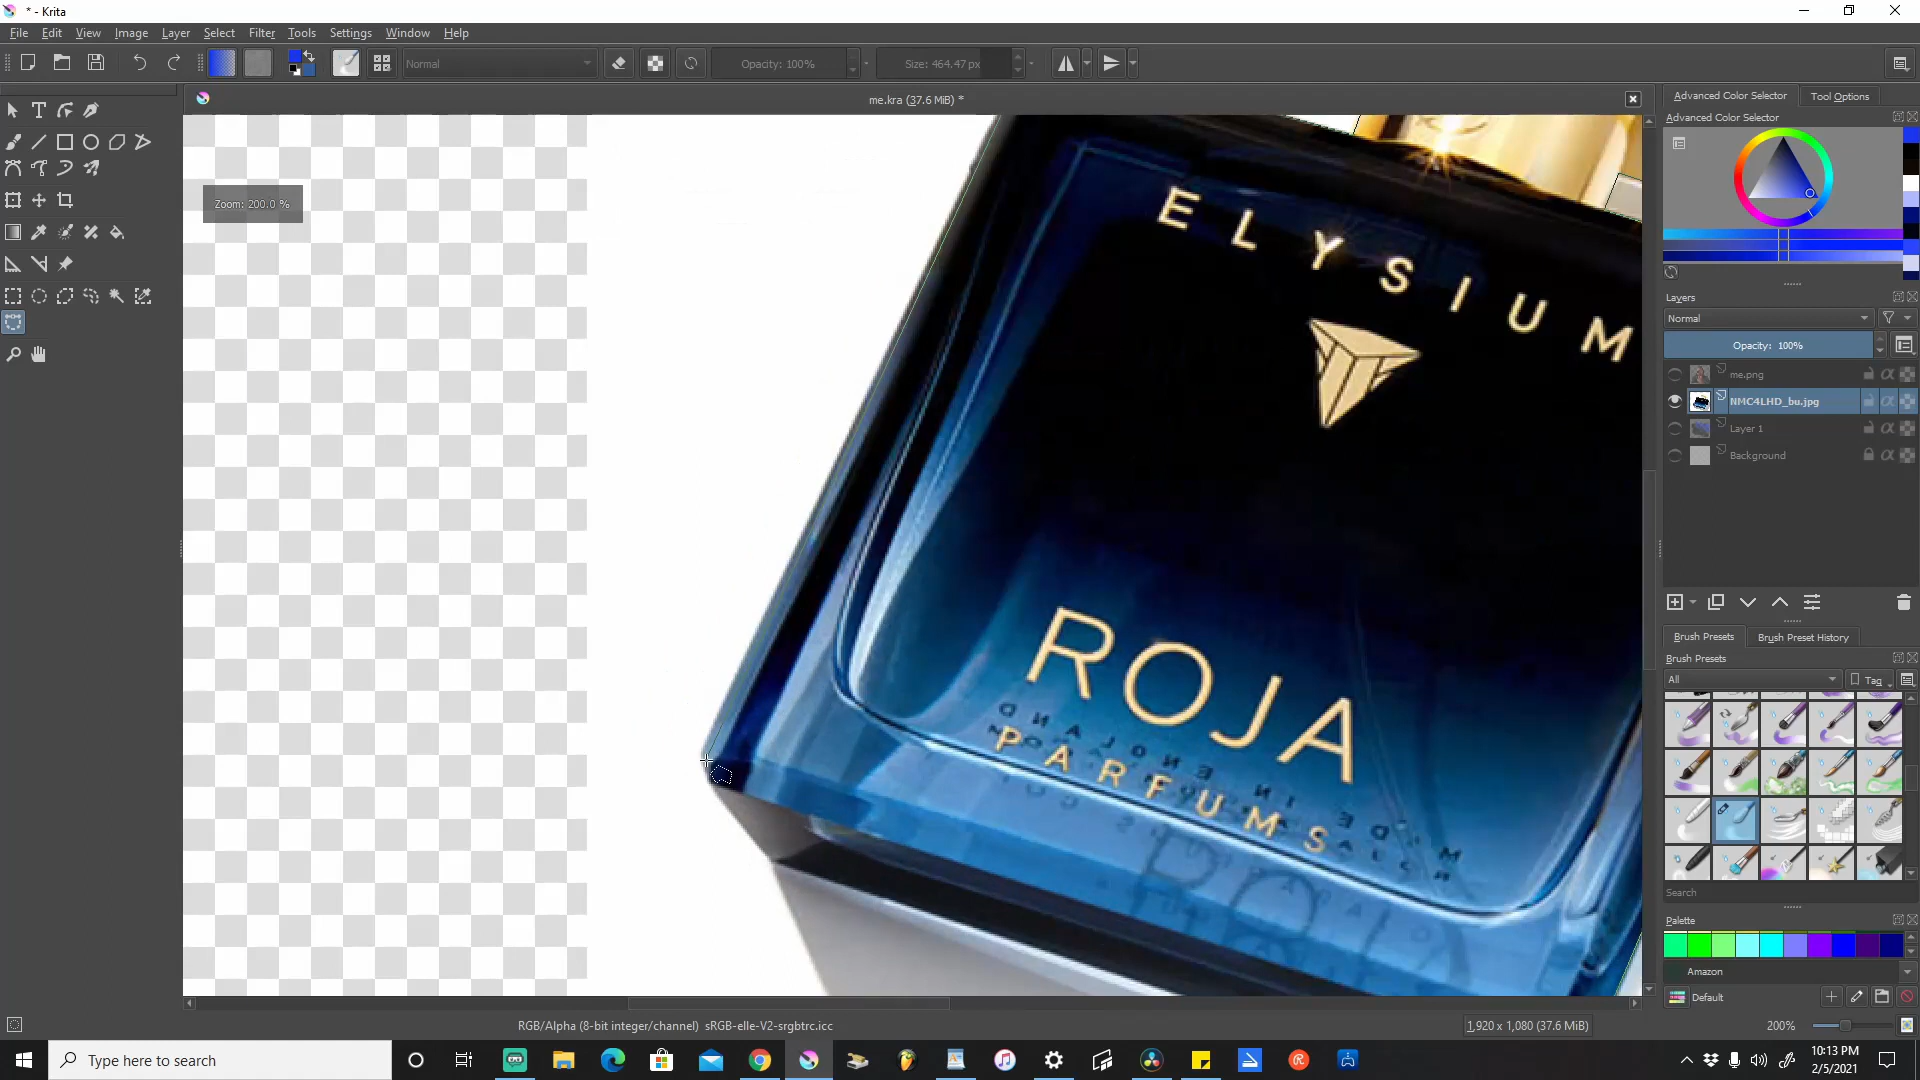 * - Krita
File Edit View Image Layer Select Filter Tools Settings Window Help
Normal
Opacity: 100%
Size: 464.47 px
me.kra (37.6 MiB) *
Advanced Color Selector
Tool Options
Advanced Color Selector
Zoom: 200.0 %
ELYSIUM
ROJA
PARFUMS
Layers
Normal
Opacity: 100%
me.png
NMC4LHD_bu.jpg
Layer 1
Background
Brush Presets
Brush Preset History
Brush Presets
All
Tag
Search
Palette
Amazon
Default
RGB/Alpha (8-bit integer/channel) sRGB-elle-V2-srgbtrc.icc
1,920 x 1,080 (37.6 MiB)
200%
Type here to search
10:13 PM
2/5/2021